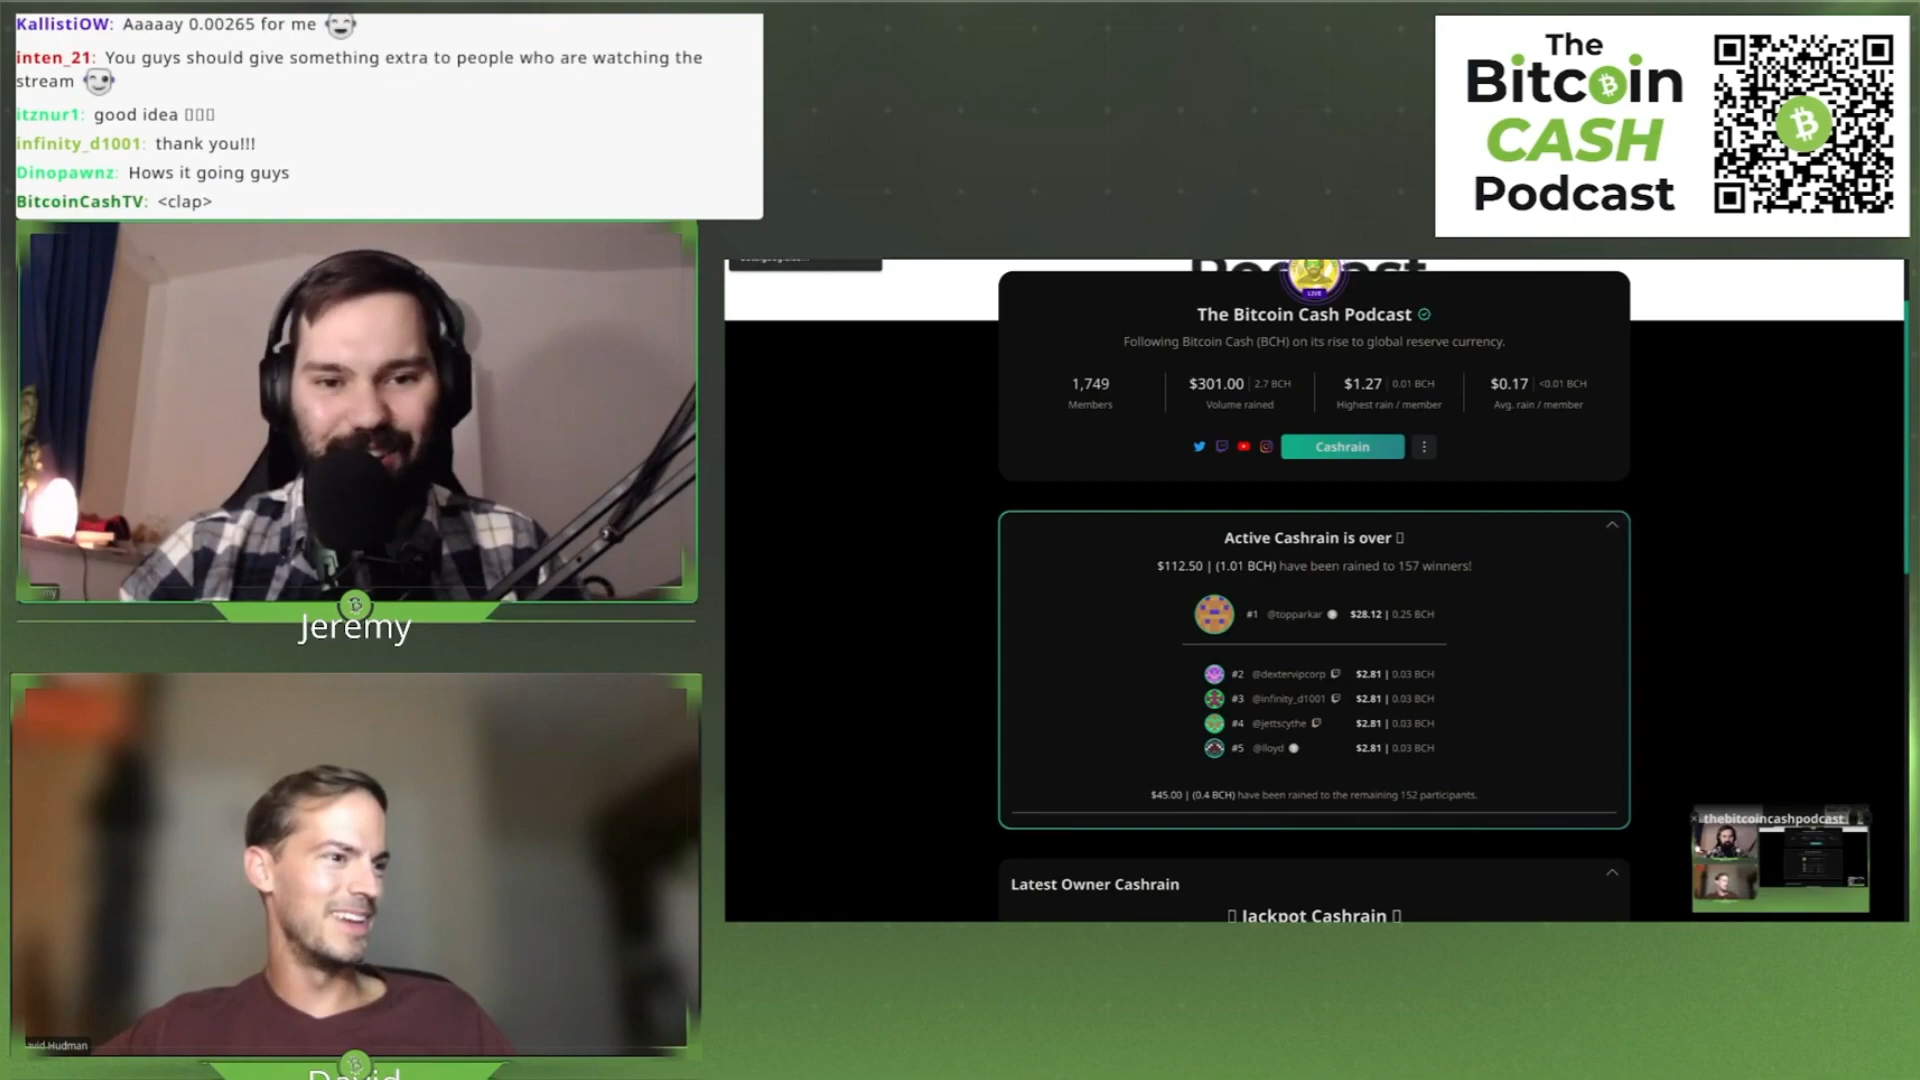 KallistiOW: Aaaaay 0.00265 for me
inten_21: You guys should give something extra to people who are watching the
stream
itznur1: good idea
infinity_d1001: thank you!!!
Dinopawnz: Hows it going guys
BitcoinCashTV: <clap>
The
Bitcoin
CASH
Podcast
Jeremy
avid Hudman
David
Podcast
LIVE
The Bitcoin Cash Podcast
Following Bitcoin Cash (BCH) on its rise to global reserve currency.
1,749 $301.00 | 2.7 BCH $1.27 | 0.01 BCH $0.17 | <0.01 BCH
Members Volume rained Highest rain / member Avg. rain / member
Cashrain
Active Cashrain is over
$112.50 | (1.01 BCH) have been rained to 157 winners!
#1 @topparkar $28.12 | 0.25 BCH
#2 @dextervipcorp $2.81 | 0.03 BCH
#3 @infinity_d1001 $2.81 | 0.03 BCH
#4 @jettscythe $2.81 | 0.03 BCH
#5 @lloyd $2.81 | 0.03 BCH
$45.00 | (0.4 BCH) have been rained to the remaining 152 participants.
Latest Owner Cashrain
Jackpot Cashrain
thebitcoincashpodcast